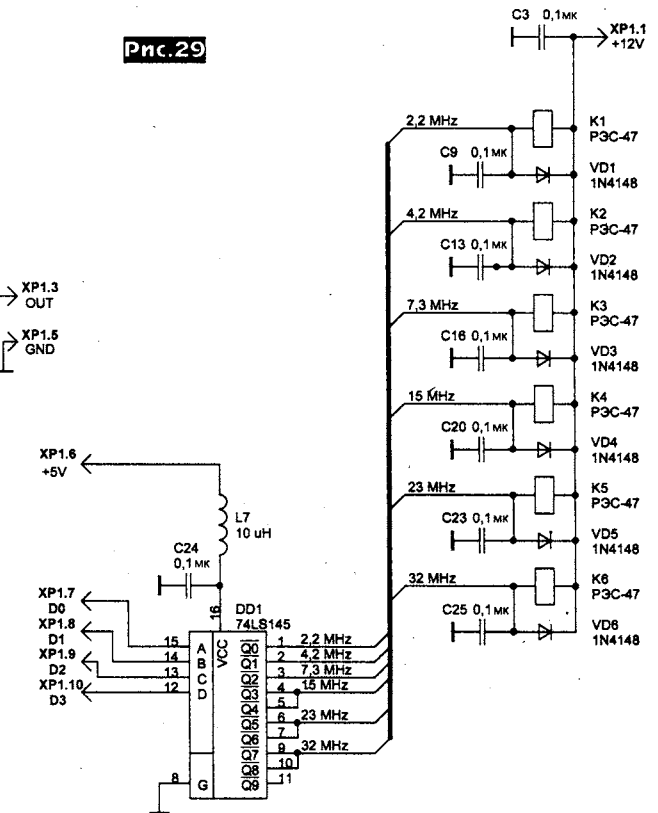 Рис.29
C3 0,1мк
XP1.1
+12V
2,2 MHz
K1
РЭС-47
C9 0,1мк
VD1
1N4148
4,2 MHz
K2
РЭС-47
C13 0,1мк
VD2
1N4148
XP1.3
OUT
7,3 MHz
K3
РЭС-47
XP1.5
GND
C16 0,1мк
VD3
1N4148
15 MHz
K4
РЭС-47
C20 0,1мк
VD4
1N4148
XP1.6
+5V
23 MHz
K5
РЭС-47
L7
10 uH
C23 0,1мк
VD5
1N4148
C24
0,1мк
32 MHz
K6
РЭС-47
C25 0,1мк
VD6
1N4148
XP1.7
D0
XP1.8
D1
XP1.9
D2
XP1.10
D3
16
DD1
74LS145
VCC
15 A Q0 1 2,2 MHz
14 B Q1 2 4,2 MHz
13 C Q2 3 7,3 MHz
12 D Q3 4 15 MHz
Q4 5
Q5 6 23 MHz
Q6 7
Q7 9 32 MHz
Q8 10
8 G Q9 11